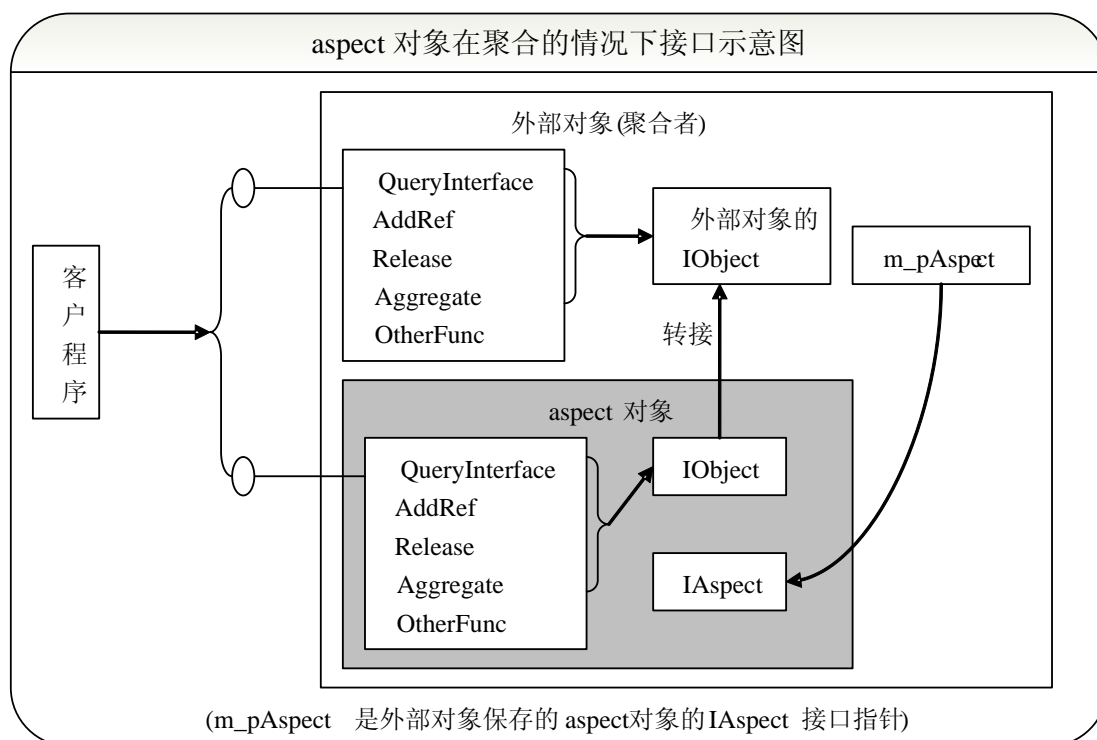 aspect 对象在聚合的情况下接口示意图
外部对象(聚合者)
QueryInterface
AddRef
Release
Aggregate
OtherFunc
外部对象的
IObject
m_pAspect
客
户
程
序
转接
aspect 对象
QueryInterface
AddRef
Release
Aggregate
OtherFunc
IObject
IAspect
(m_pAspect 是外部对象保存的 aspect对象的IAspect 接口指针)